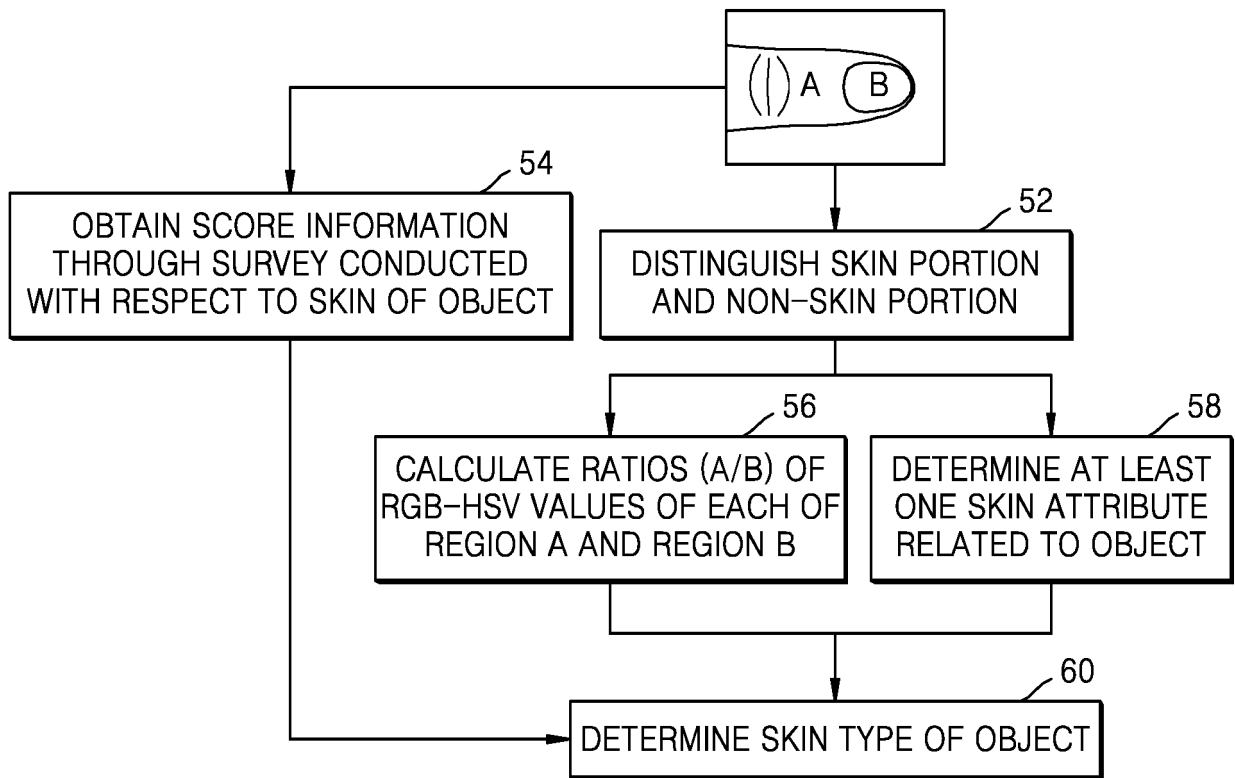 A B
54
OBTAIN SCORE INFORMATION
THROUGH SURVEY CONDUCTED
WITH RESPECT TO SKIN OF OBJECT
52
DISTINGUISH SKIN PORTION
AND NON-SKIN PORTION
56
CALCULATE RATIOS (A/B) OF
RGB-HSV VALUES OF EACH OF
REGION A AND REGION B
58
DETERMINE AT LEAST
ONE SKIN ATTRIBUTE
RELATED TO OBJECT
60
DETERMINE SKIN TYPE OF OBJECT